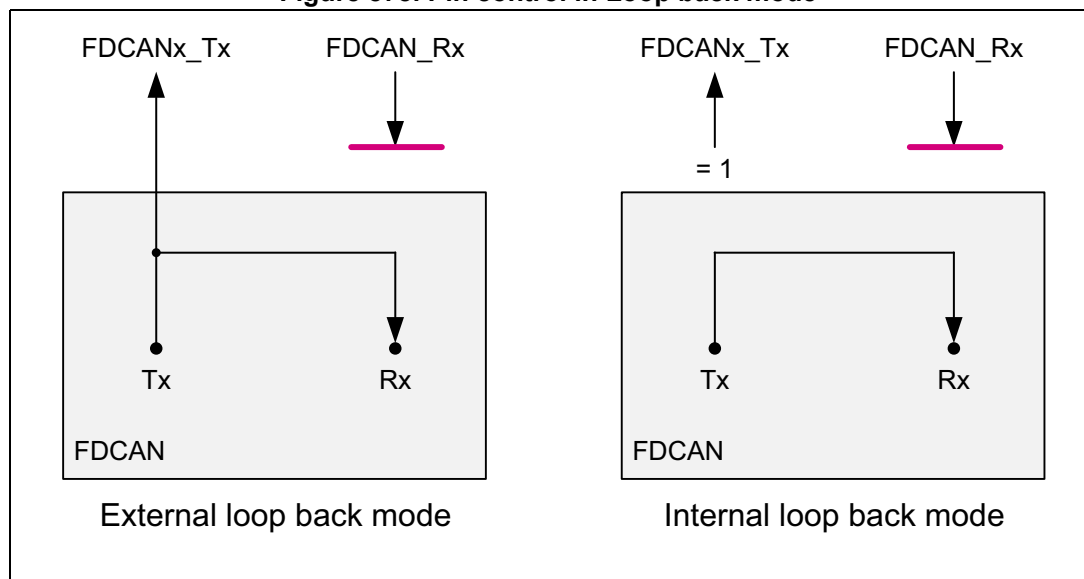 FDCANx_Tx FDCAN_Rx FDCANx_Tx FDCAN_Rx
= 1
Tx Rx Tx Rx
FDCAN FDCAN
External loop back mode Internal loop back mode